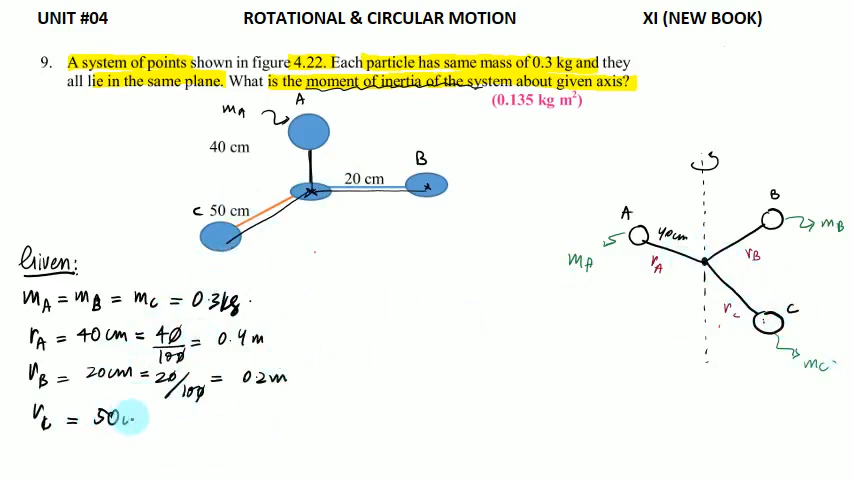 UNIT #04 ROTATIONAL & CIRCULAR MOTION XI (NEW BOOK)
9. A system of points shown in figure 4.22. Each particle has same mass of 0.3 kg and they
all lie in the same plane. What is the moment of inertia of the system about given axis?
(0.135 kg m²)
A
mA
40 cm
B
20 cm
C 50 cm
A
40cm
mA
rA
B
mB
rB
C
rC
mC
Given:
mA = mB = mC = 0.3kg.
rA = 40cm = 40/100 = 0.4m
rB = 20cm = 20/100 = 0.2m
rC = 50c